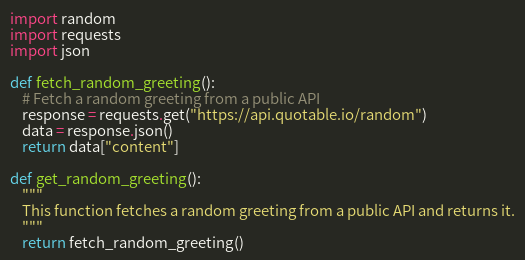 import random
import requests
import json

def fetch_random_greeting():
    # Fetch a random greeting from a public API
    response = requests.get("https://api.quotable.io/random")
    data = response.json()
    return data["content"]

def get_random_greeting():
    """
    This function fetches a random greeting from a public API and returns it.
    """
    return fetch_random_greeting()